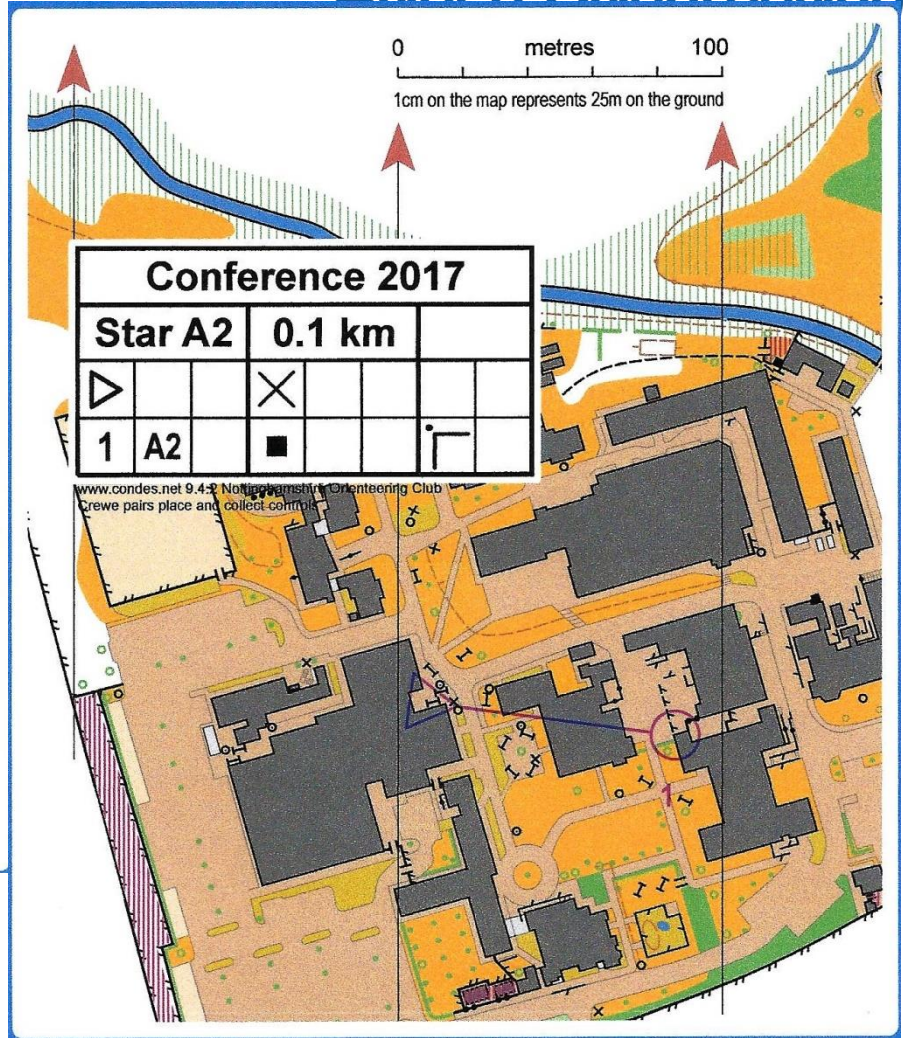 0 metres 100
1cm on the map represents 25m on the ground
Conference 2017
Star A2 0.1 km
1 A2
www.condes.net 9.4.2 Nottinghamshire Orienteering Club
Crewe pairs place and collect controls
1